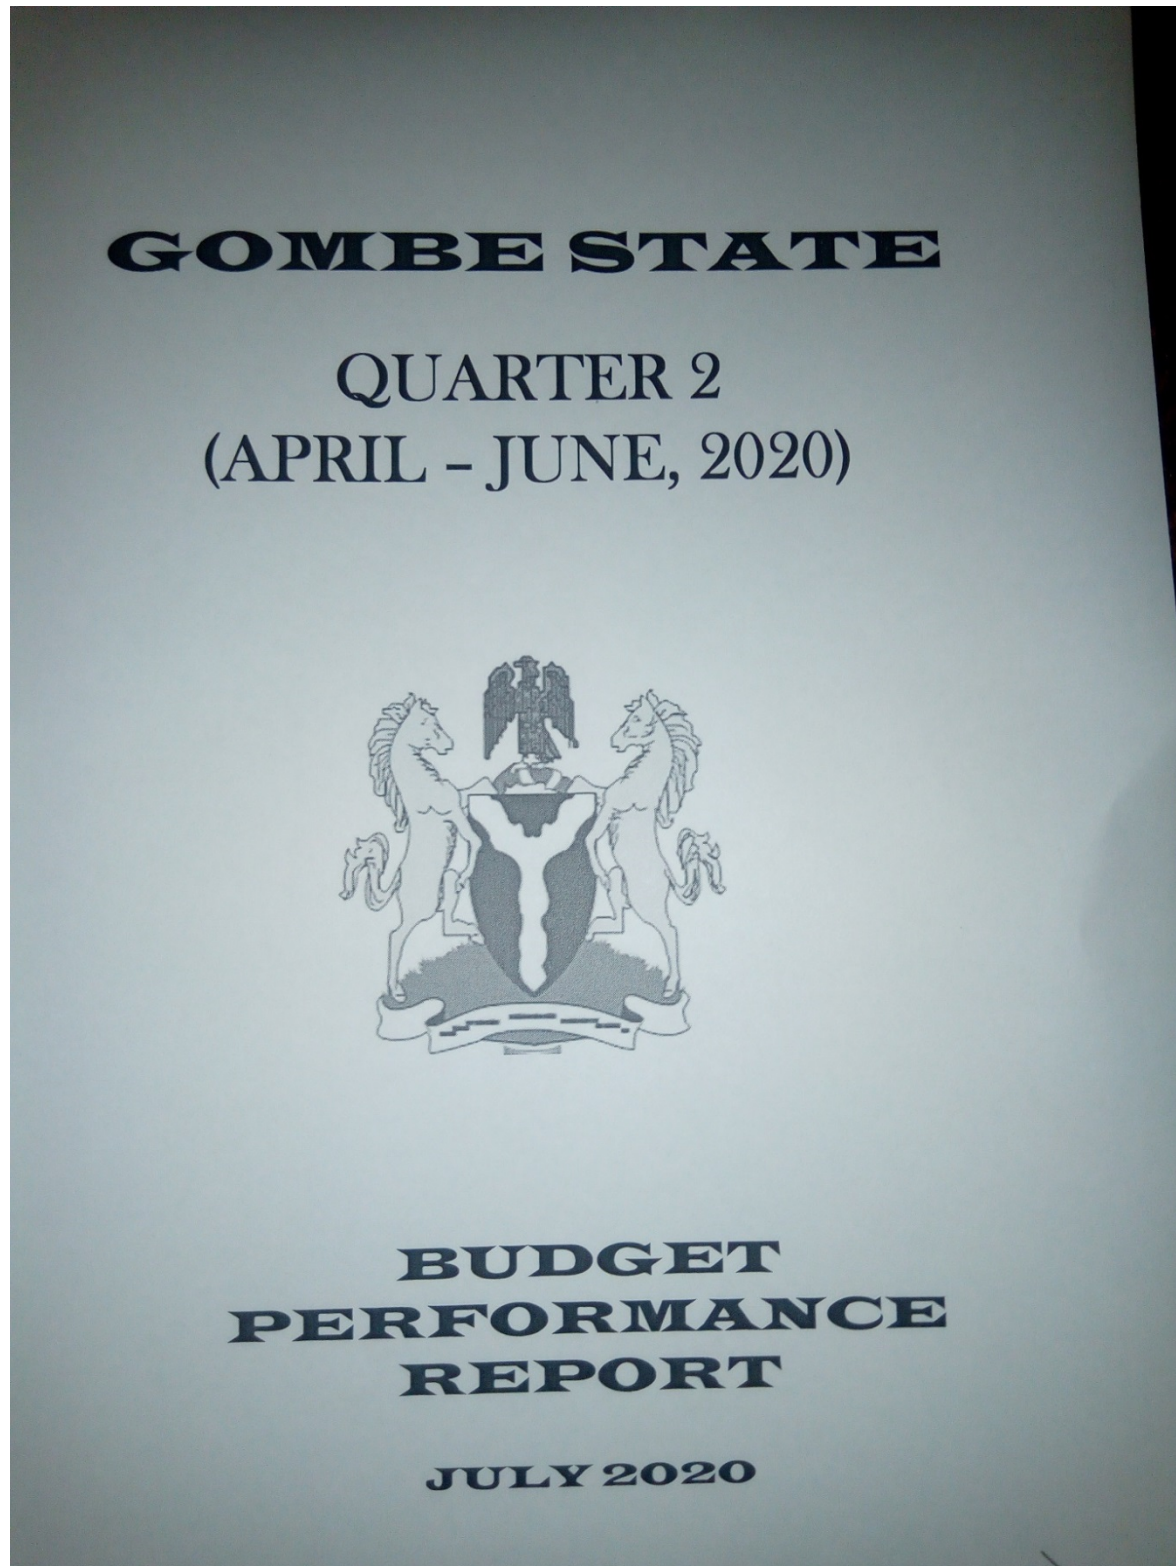 GOMBE STATE
QUARTER 2
(APRIL – JUNE, 2020)
BUDGET
PERFORMANCE
REPORT
JULY 2020